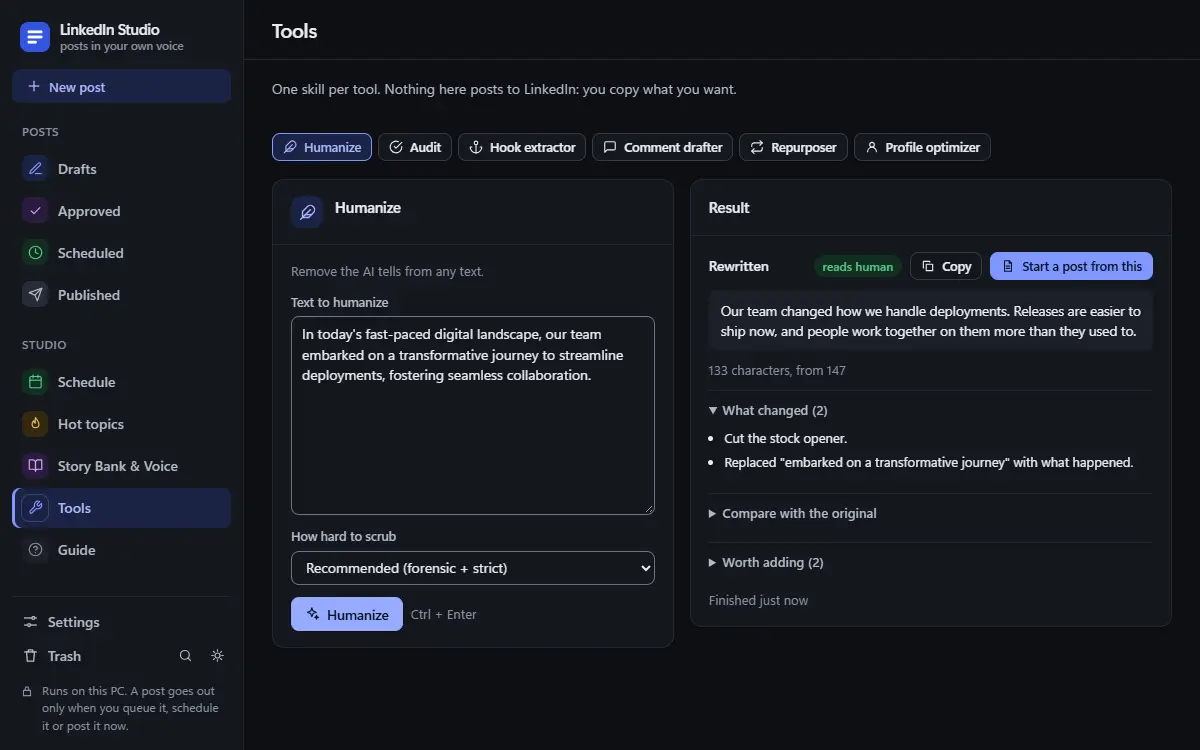 LinkedIn Studio
posts in your own voice
New post
POSTS
Drafts
Approved
Scheduled
Published
STUDIO
Schedule
Hot topics
Story Bank & Voice
Tools
Guide
Settings
Trash
Runs on this PC. A post goes out
only when you queue it, schedule
it or post it now.
Tools
One skill per tool. Nothing here posts to LinkedIn: you copy what you want.
Humanize
Audit
Hook extractor
Comment drafter
Repurposer
Profile optimizer
Humanize
Remove the AI tells from any text.
Text to humanize
In today's fast-paced digital landscape, our team
embarked on a transformative journey to streamline
deployments, fostering seamless collaboration.
How hard to scrub
Recommended (forensic + strict)
Humanize
Ctrl + Enter
Result
Rewritten
reads human
Copy
Start a post from this
Our team changed how we handle deployments. Releases are easier to
ship now, and people work together on them more than they used to.
133 characters, from 147
What changed (2)
Cut the stock opener.
Replaced "embarked on a transformative journey" with what happened.
Compare with the original
Worth adding (2)
Finished just now